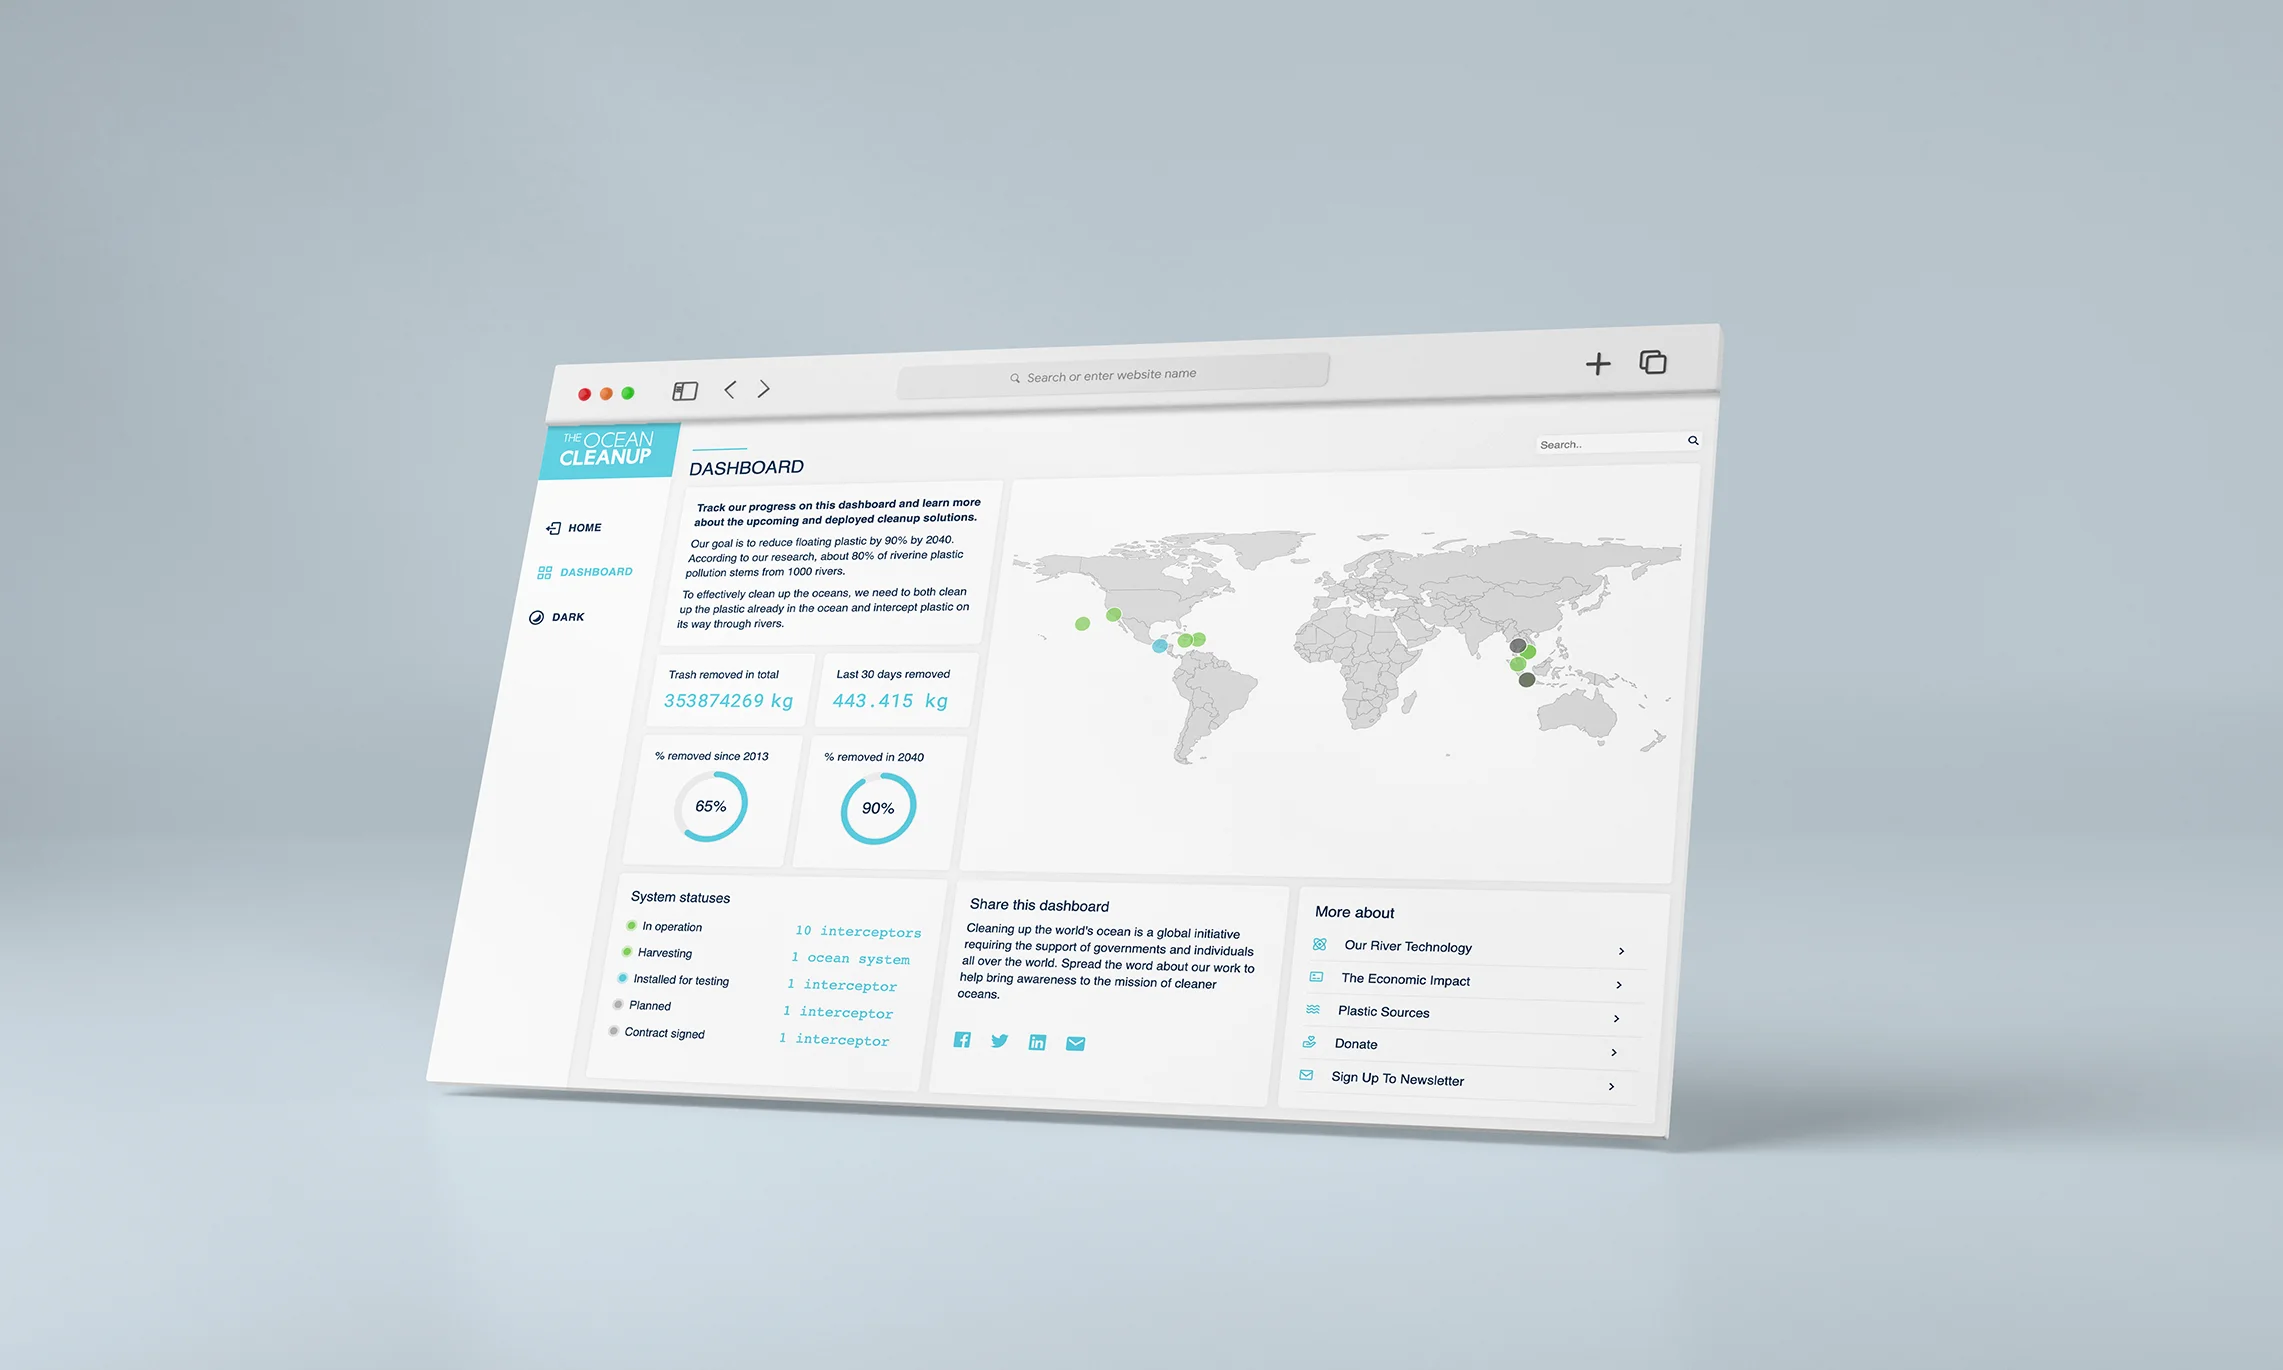 Search or enter website name
THE OCEAN
CLEANUP
Search..
DASHBOARD
HOME
DASHBOARD
DARK
Track our progress on this dashboard and learn more
about the upcoming and deployed cleanup solutions.
Our goal is to reduce floating plastic by 90% by 2040.
According to our research, about 80% of riverine plastic
pollution stems from 1000 rivers.
To effectively clean up the oceans, we need to both clean
up the plastic already in the ocean and intercept plastic on
its way through rivers.
Trash removed in total
353874269 kg
Last 30 days removed
443.415 kg
% removed since 2013
65%
% removed in 2040
90%
System statuses
In operation 10 interceptors
Harvesting 1 ocean system
Installed for testing 1 interceptor
Planned 1 interceptor
Contract signed 1 interceptor
Share this dashboard
Cleaning up the world's ocean is a global initiative
requiring the support of governments and individuals
all over the world. Spread the word about our work to
help bring awareness to the mission of cleaner
oceans.
More about
Our River Technology
The Economic Impact
Plastic Sources
Donate
Sign Up To Newsletter